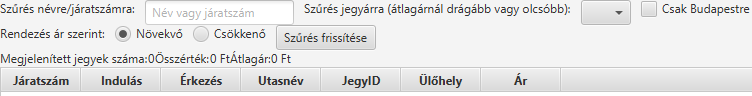 Szűrés névre/járatszámra: Név vagy járatszám Szűrés jegyárra (átlagárnál drágább vagy olcsóbb): Csak Budapestre
Rendezés ár szerint: Növekvő Csökkenő Szűrés frissítése
Megjelenített jegyek száma:0Összérték:0 FtÁtlagár:0 Ft
Járatszám Indulás Érkezés Utasnév JegyID Ülőhely Ár